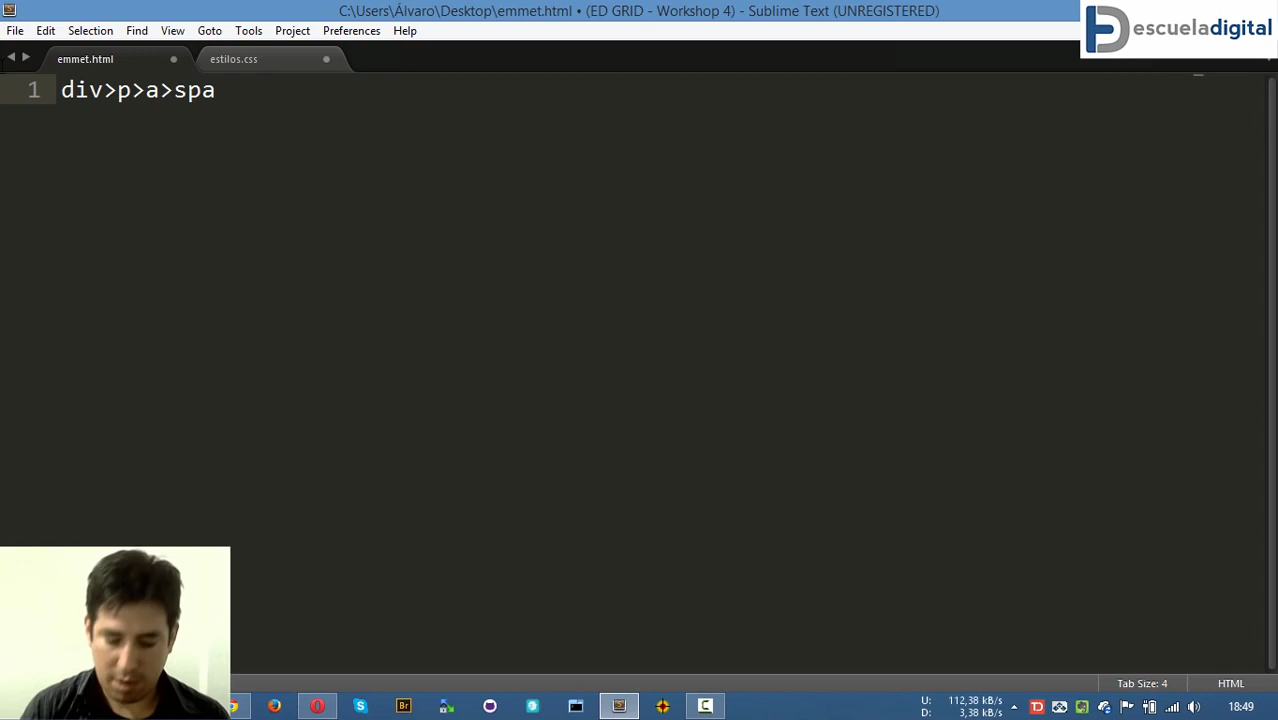 C:\Users\Álvaro\Desktop\emmet.html • (ED GRID - Workshop 4) - Sublime Text (UNREGISTERED)
escueladigital
File Edit Selection Find View Goto Tools Project Preferences Help
emmet.html
estilos.css
1 div>p>a>spa
Tab Size: 4
HTML
Br
U: 112,38 kB/s
D: 3,38 kB/s
18:49